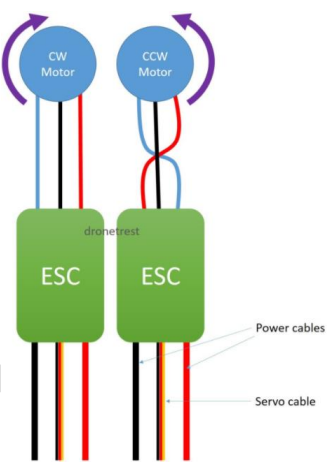 CW
Motor
CCW
Motor
dronetrest
ESC
ESC
Power cables
Servo cable